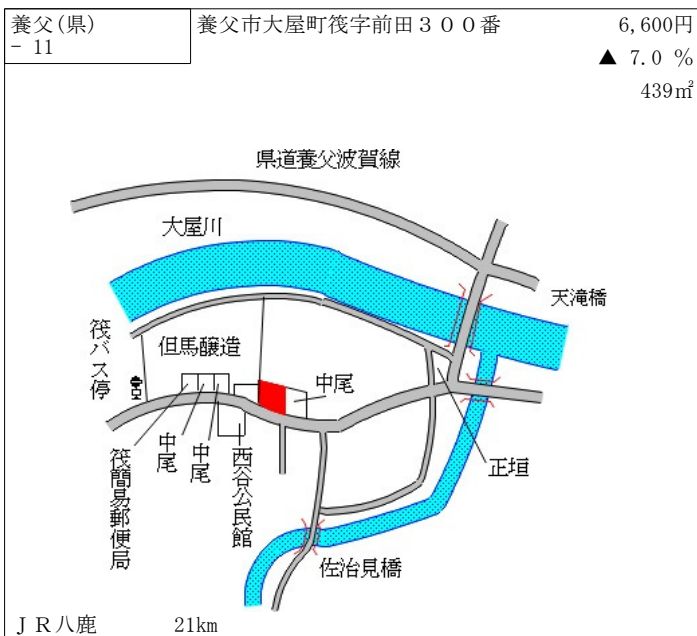 養父(県)
- 11
養父市大屋町筏字前田３００番
6,600円
▲ 7.0 %
439㎡
県道養父波賀線
大屋川
天滝橋
筏バス停
但馬醸造
中尾
中尾
中尾
正垣
筏簡易郵便局
西谷公民館
佐治見橋
ＪＲ八鹿 21km